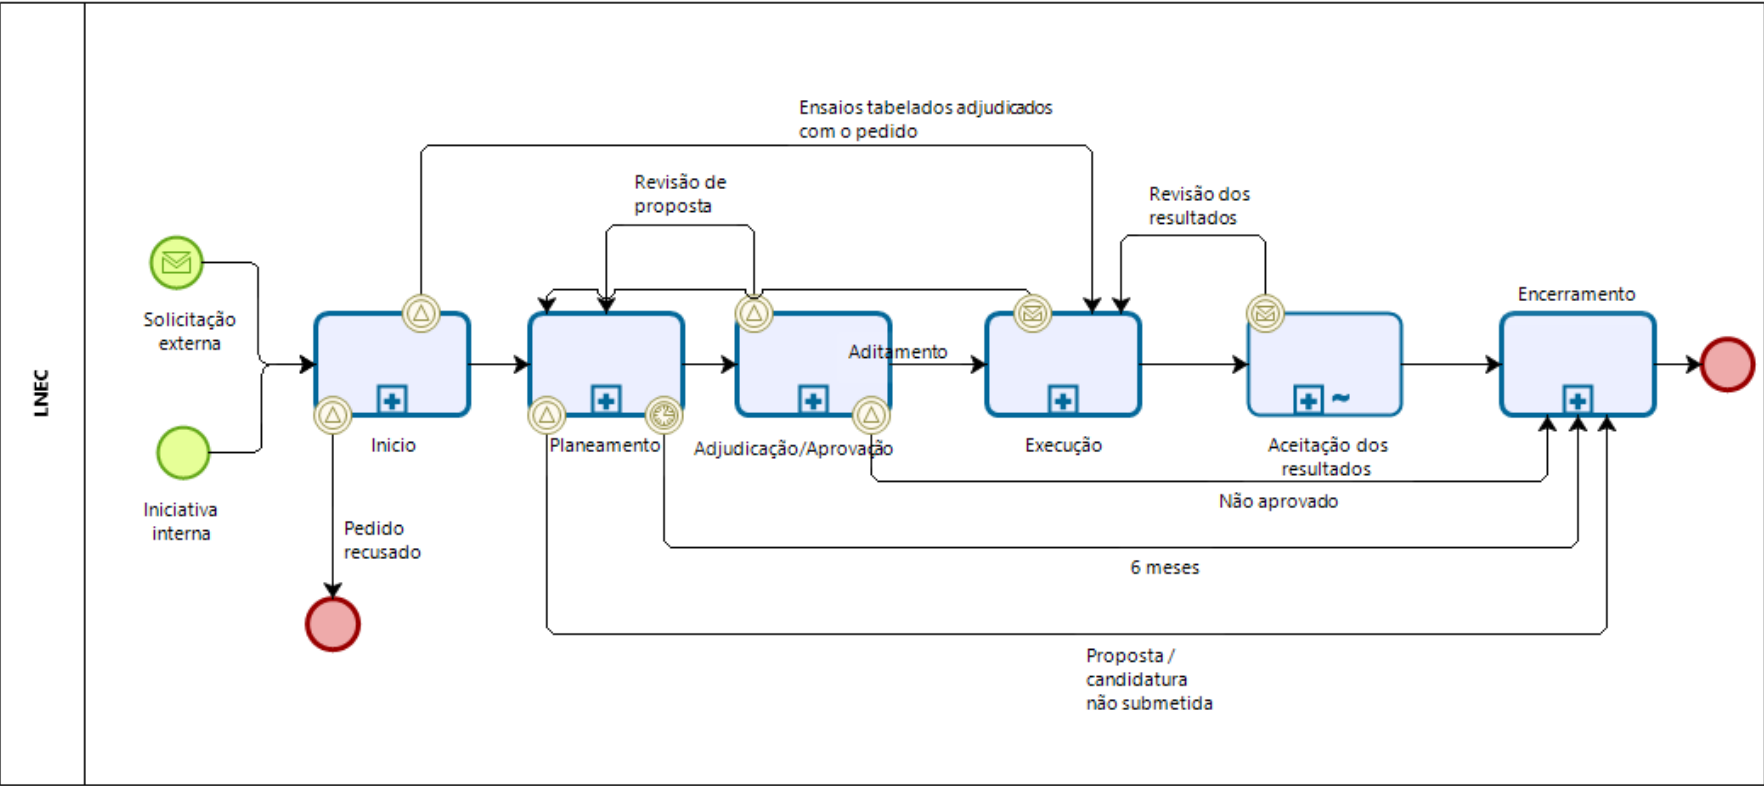 LNEC
Ensaios tabelados adjudicados
com o pedido
Revisão de
proposta
Revisão dos
resultados
Solicitação
externa
Encerramento
Aditamento
Inicio
Planeamento
Adjudicação/Aprovação
Execução
Aceitação dos
resultados
Iniciativa
interna
Não aprovado
Pedido
recusado
6 meses
Proposta /
candidatura
não submetida